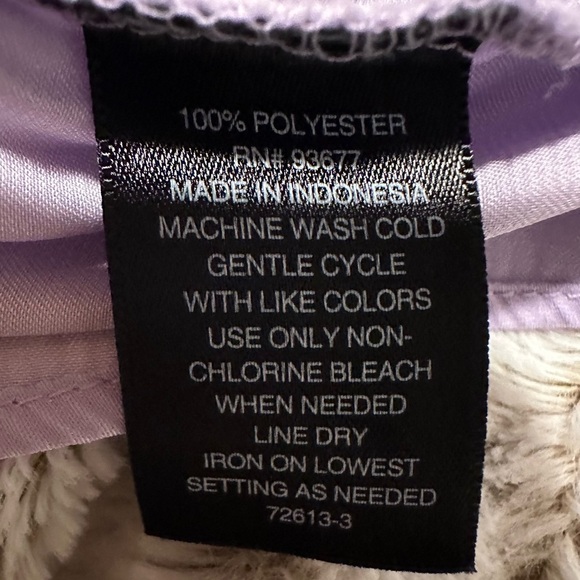 100% POLYESTER
RN# 93677
MADE IN INDONESIA
MACHINE WASH COLD
GENTLE CYCLE
WITH LIKE COLORS
USE ONLY NON-
CHLORINE BLEACH
WHEN NEEDED
LINE DRY
IRON ON LOWEST
SETTING AS NEEDED
72613-3